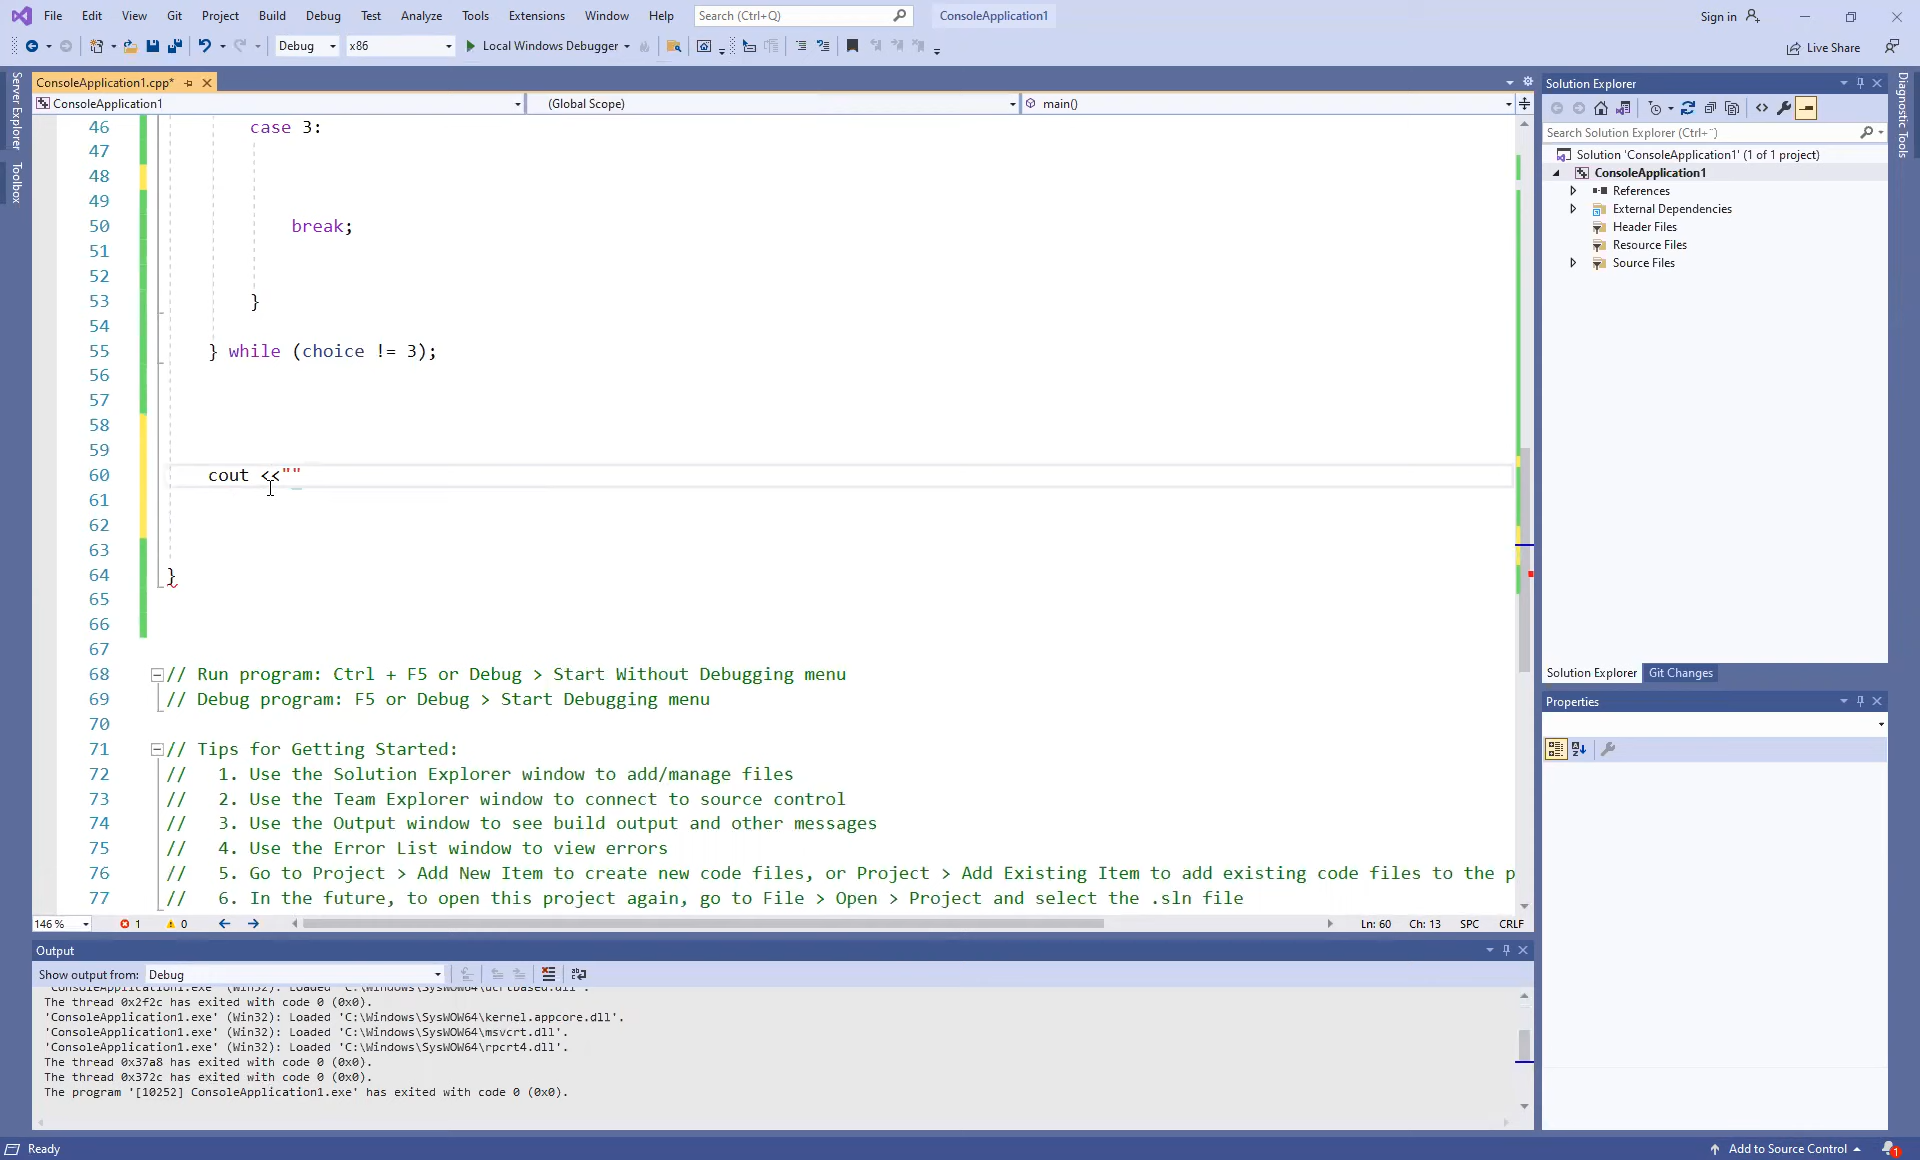 File Edit View Git Project Build Debug Test Analyze Tools Extensions Window Help Search (Ctrl+Q) ConsoleApplication1 Sign in
Debug x86 Local Windows Debugger Live Share
Server Explorer
Toolbox
ConsoleApplication1.cpp*
ConsoleApplication1 (Global Scope) main()
46 case 3:
47
48
49
50 break;
51
52
53 }
54
55 } while (choice != 3);
56
57
58
59
60 cout <<""
61
62
63
64 }
65
66
67
68 // Run program: Ctrl + F5 or Debug > Start Without Debugging menu
69 // Debug program: F5 or Debug > Start Debugging menu
70
71 // Tips for Getting Started:
72 // 1. Use the Solution Explorer window to add/manage files
73 // 2. Use the Team Explorer window to connect to source control
74 // 3. Use the Output window to see build output and other messages
75 // 4. Use the Error List window to view errors
76 // 5. Go to Project > Add New Item to create new code files, or Project > Add Existing Item to add existing code files to the p
77 // 6. In the future, to open this project again, go to File > Open > Project and select the .sln file
146 % 1 0 Ln: 60 Ch: 13 SPC CRLF
Output
Show output from: Debug
'ConsoleApplication1.exe' (Win32): Loaded 'C:\Windows\SysWOW64\ucrtbased.dll'.
The thread 0x2f2c has exited with code 0 (0x0).
'ConsoleApplication1.exe' (Win32): Loaded 'C:\Windows\SysWOW64\kernel.appcore.dll'.
'ConsoleApplication1.exe' (Win32): Loaded 'C:\Windows\SysWOW64\msvcrt.dll'.
'ConsoleApplication1.exe' (Win32): Loaded 'C:\Windows\SysWOW64\rpcrt4.dll'.
The thread 0x37a8 has exited with code 0 (0x0).
The thread 0x372c has exited with code 0 (0x0).
The program '[10252] ConsoleApplication1.exe' has exited with code 0 (0x0).
Solution Explorer
Search Solution Explorer (Ctrl+¨)
Solution 'ConsoleApplication1' (1 of 1 project)
ConsoleApplication1
References
External Dependencies
Header Files
Resource Files
Source Files
Solution Explorer Git Changes
Properties
Diagnostic Tools
Ready Add to Source Control 1